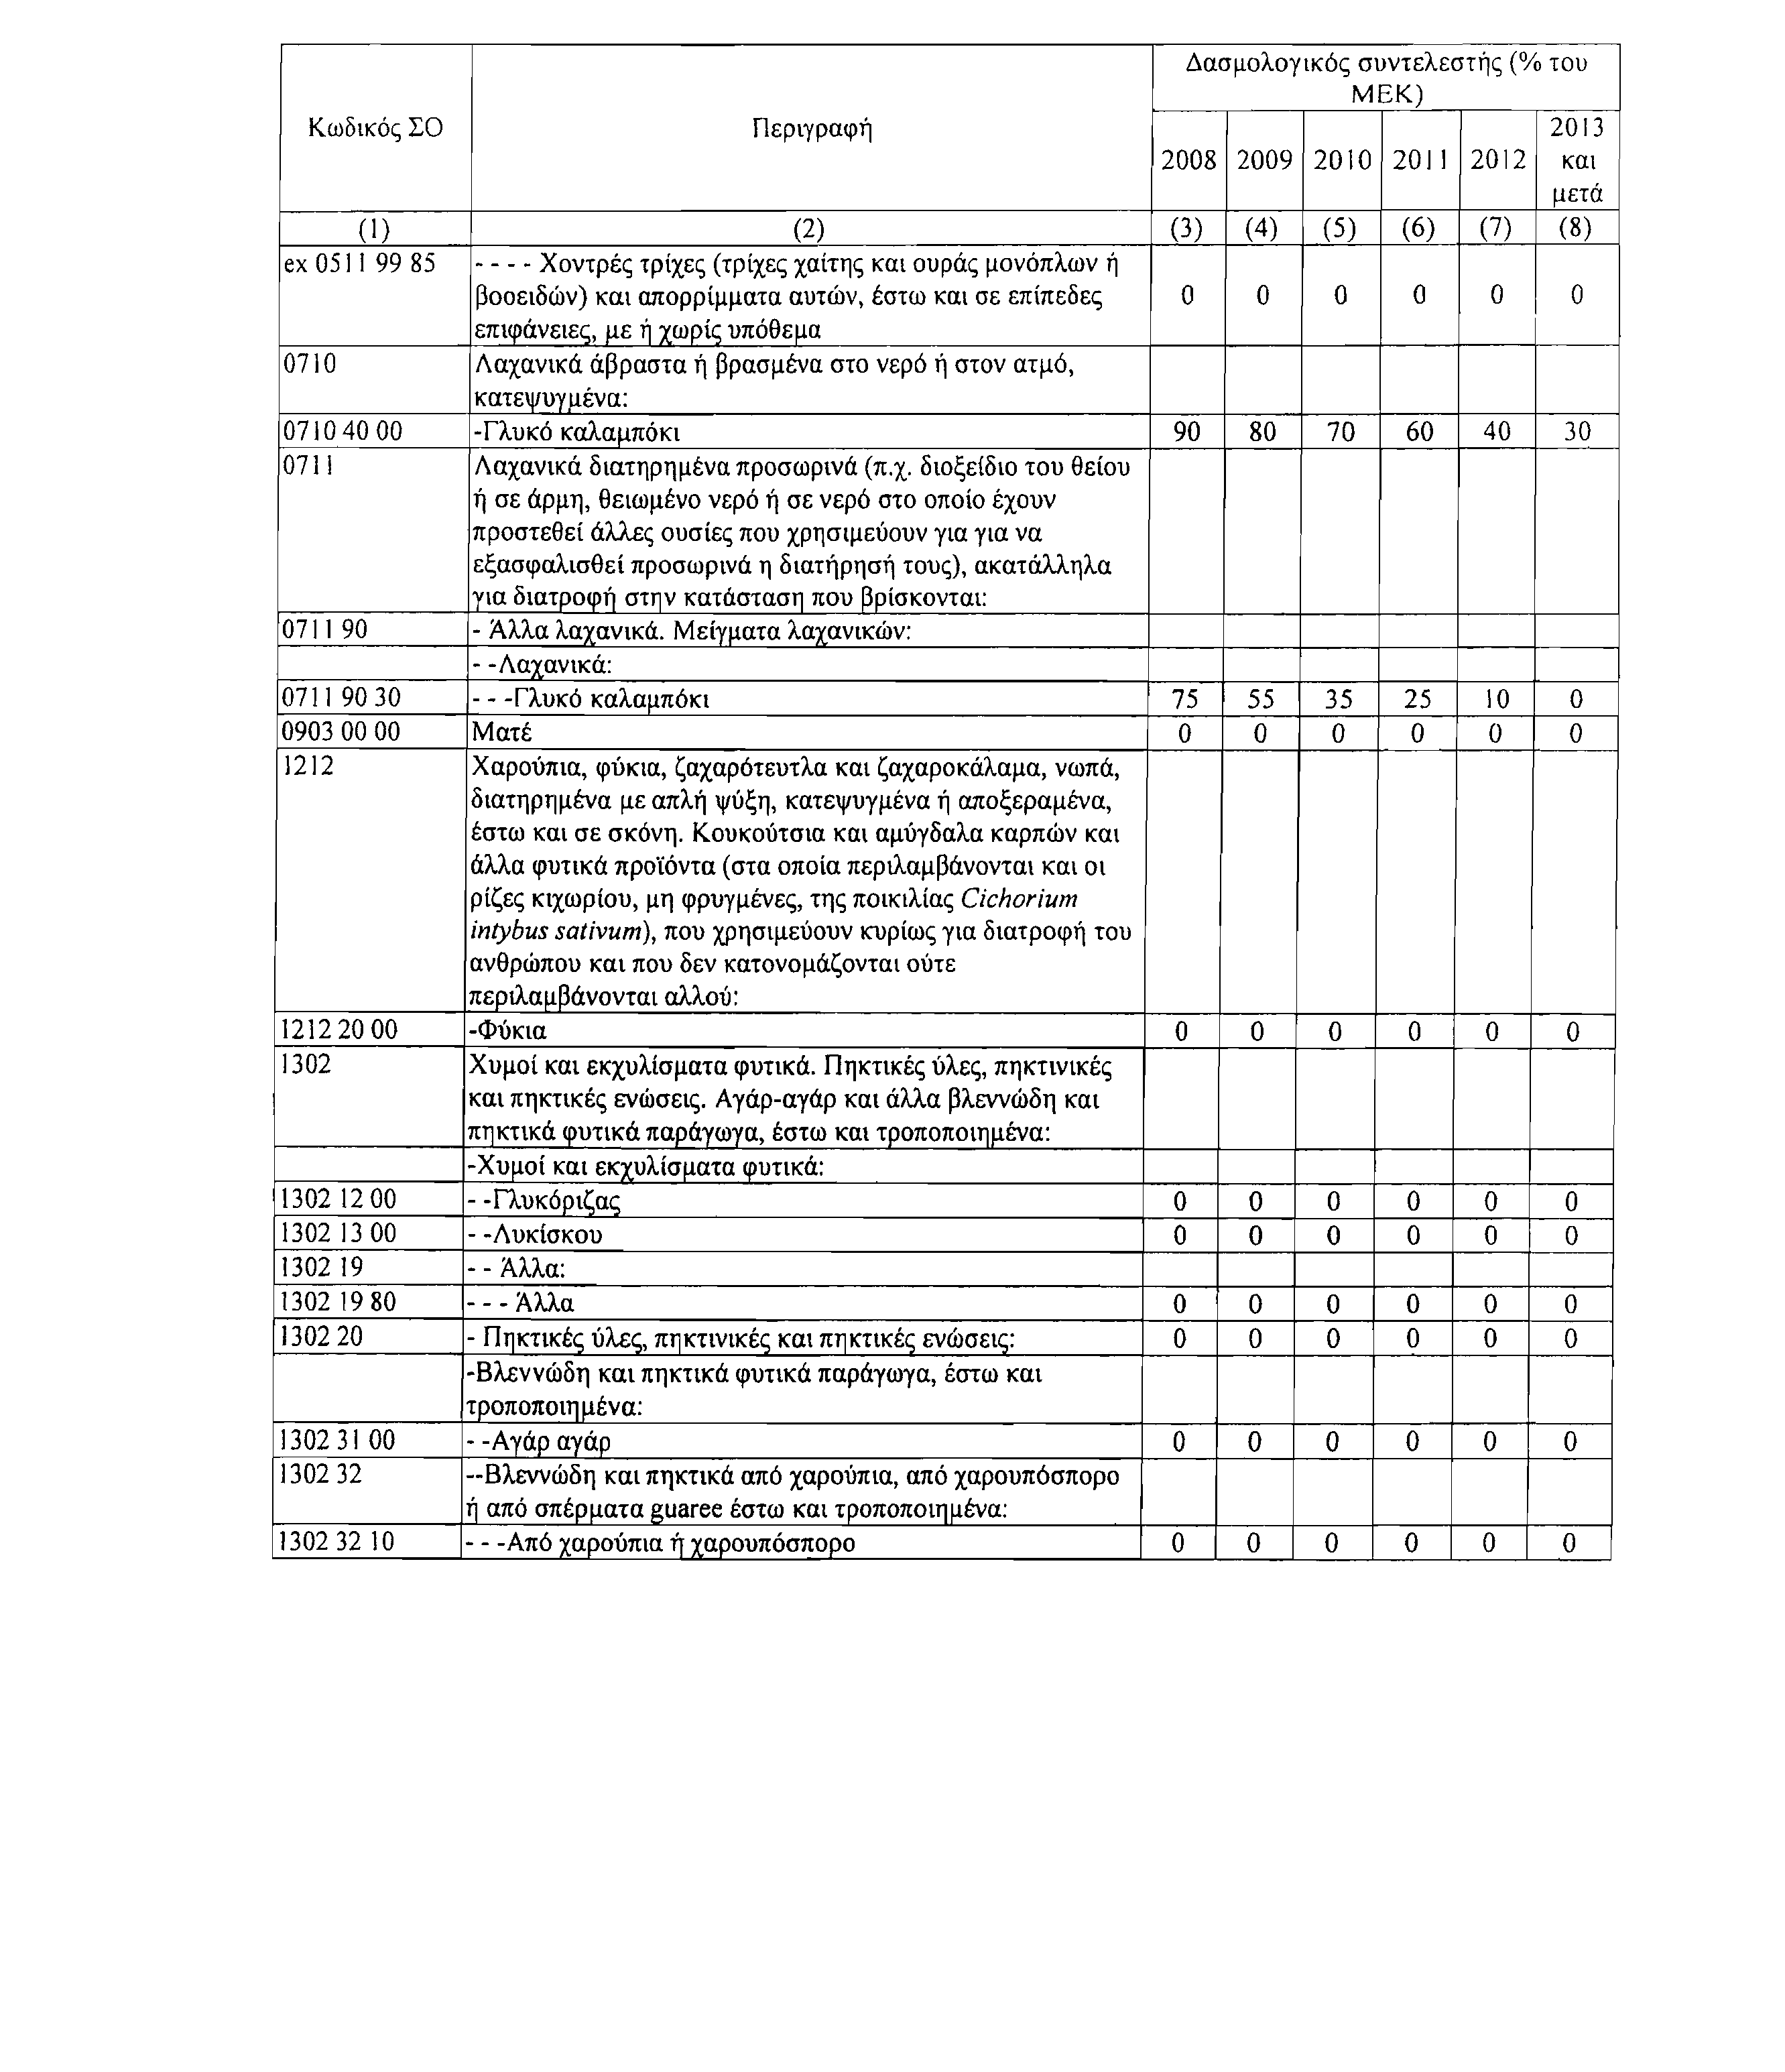 Κωδικός ΣΟ Περιγραφή Δασμολογικός συντελεστής (% του
ΜΕΚ)
2008 2009 2010 2011 2012 2013
και
μετά
(1) (2) (3) (4) (5) (6) (7) (8)
ex 0511 99 85 - - - - Χοντρές τρίχες (τρίχες χαίτης και ουράς μονόπλων ή
βοοειδών) και απορρίμματα αυτών, έστω και σε επίπεδες 0 0 0 0 0 0
επιφάνειες, με ή χωρίς υπόθεμα
0710 Λαχανικά άβραστα ή βρασμένα στο νερό ή στον ατμό,
κατεψυγμένα:
0710 40 00 -Γλυκό καλαμπόκι 90 80 70 60 40 30
0711 Λαχανικά διατηρημένα προσωρινά (π.χ. διοξείδιο του θείου
ή σε άρμη, θειωμένο νερό ή σε νερό στο οποίο έχουν
προστεθεί άλλες ουσίες που χρησιμεύουν για για να
εξασφαλισθεί προσωρινά η διατήρησή τους), ακατάλληλα
για διατροφή στην κατάσταση που βρίσκονται:
0711 90 - Άλλα λαχανικά. Μείγματα λαχανικών:
- -Λαχανικά:
0711 90 30 - - -Γλυκό καλαμπόκι 75 55 35 25 10 0
0903 00 00 Ματέ 0 0 0 0 0 0
1212 Χαρούπια, φύκια, ζαχαρότευτλα και ζαχαροκάλαμα, νωπά,
διατηρημένα με απλή ψύξη, κατεψυγμένα ή αποξεραμένα,
έστω και σε σκόνη. Κουκούτσια και αμύγδαλα καρπών και
άλλα φυτικά προϊόντα (στα οποία περιλαμβάνονται και οι
ρίζες κιχωρίου, μη φρυγμένες, της ποικιλίας Cichorium
intybus sativum), που χρησιμεύουν κυρίως για διατροφή του
ανθρώπου και που δεν κατονομάζονται ούτε
περιλαμβάνονται αλλού:
1212 20 00 -Φύκια 0 0 0 0 0 0
1302 Χυμοί και εκχυλίσματα φυτικά. Πηκτικές ύλες, πηκτινικές
και πηκτικές ενώσεις. Αγάρ-αγάρ και άλλα βλεννώδη και
πηκτικά φυτικά παράγωγα, έστω και τροποποιημένα:
-Χυμοί και εκχυλίσματα φυτικά:
1302 12 00 - -Γλυκόριζας 0 0 0 0 0 0
1302 13 00 - -Λυκίσκου 0 0 0 0 0 0
1302 19 - - Άλλα:
1302 19 80 - - - Άλλα 0 0 0 0 0 0
1302 20 - Πηκτικές ύλες, πηκτινικές και πηκτικές ενώσεις: 0 0 0 0 0 0
-Βλεννώδη και πηκτικά φυτικά παράγωγα, έστω και
τροποποιημένα:
1302 31 00 - -Αγάρ αγάρ 0 0 0 0 0 0
1302 32 --Βλεννώδη και πηκτικά από χαρούπια, από χαρουπόσπορο
ή από σπέρματα guaree έστω και τροποποιημένα:
1302 32 10 - - -Από χαρούπια ή χαρουπόσπορο 0 0 0 0 0 0